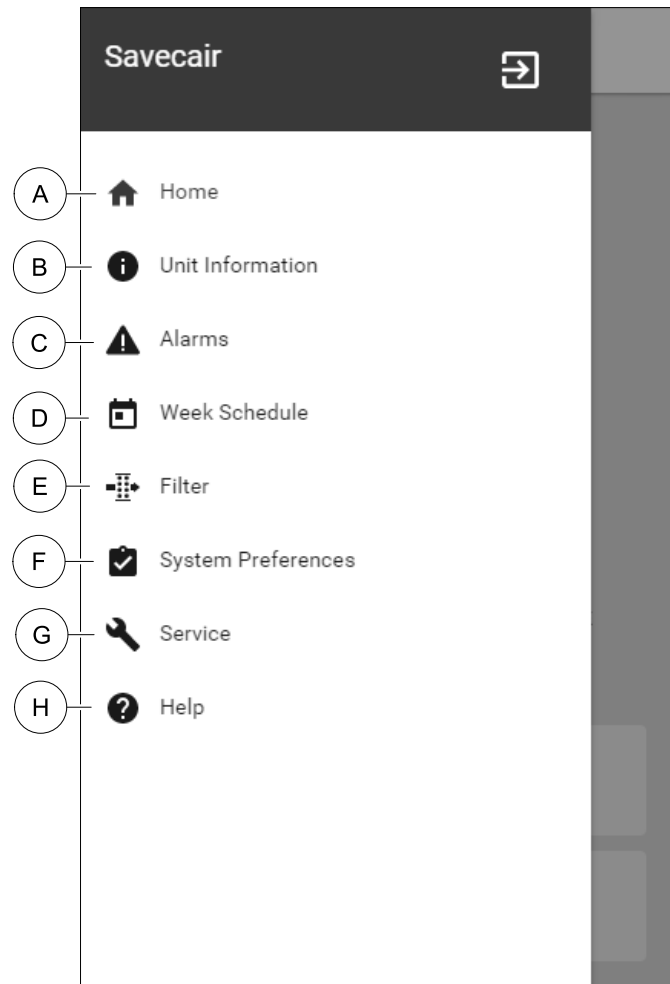 Savecair
A Home
B Unit Information
C Alarms
D Week Schedule
E Filter
F System Preferences
G Service
H Help